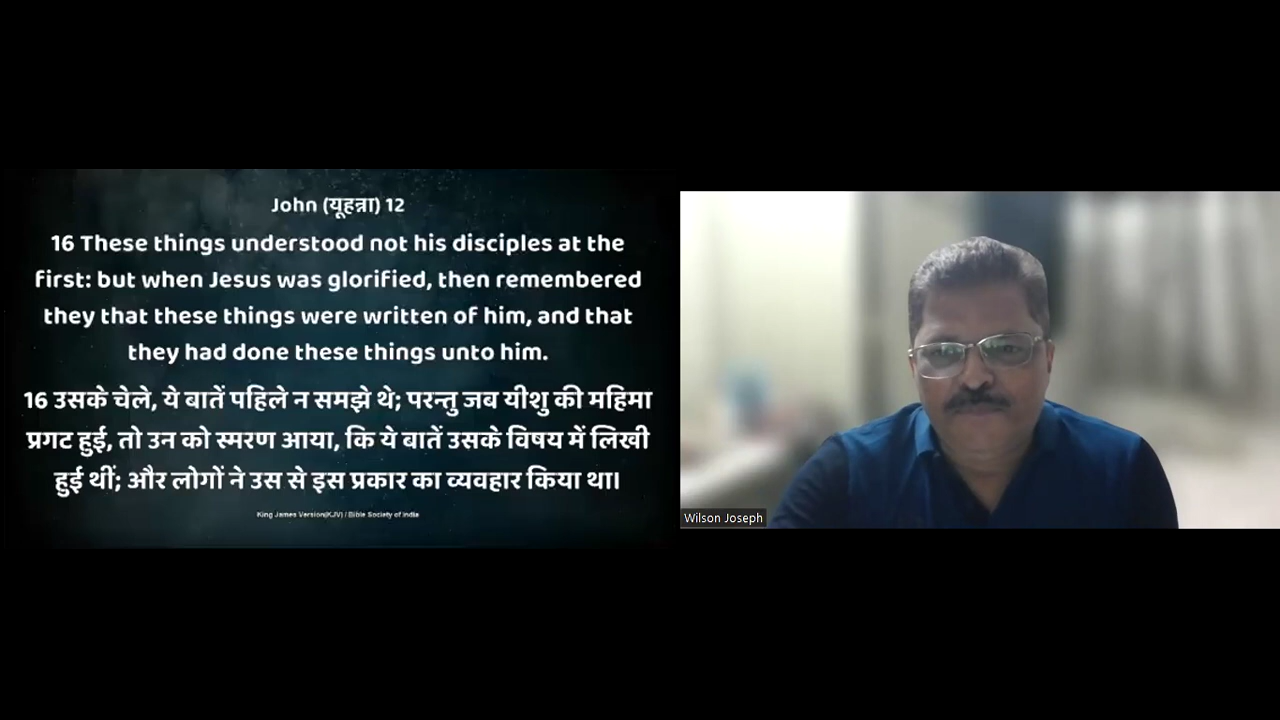 John (यूहन्ना) 12
16 These things understood not his disciples at the
first: but when Jesus was glorified, then remembered
they that these things were written of him, and that
they had done these things unto him.
16 उसके चेले, ये बातें पहिले न समझे थे; परन्तु जब यीशु की महिमा
प्रगट हुई, तो उन को स्मरण आया, कि ये बातें उसके विषय में लिखी
हुई थीं; और लोगों ने उस से इस प्रकार का व्यवहार किया था।
King James Version(KJV) / Bible Society of India
Wilson Joseph